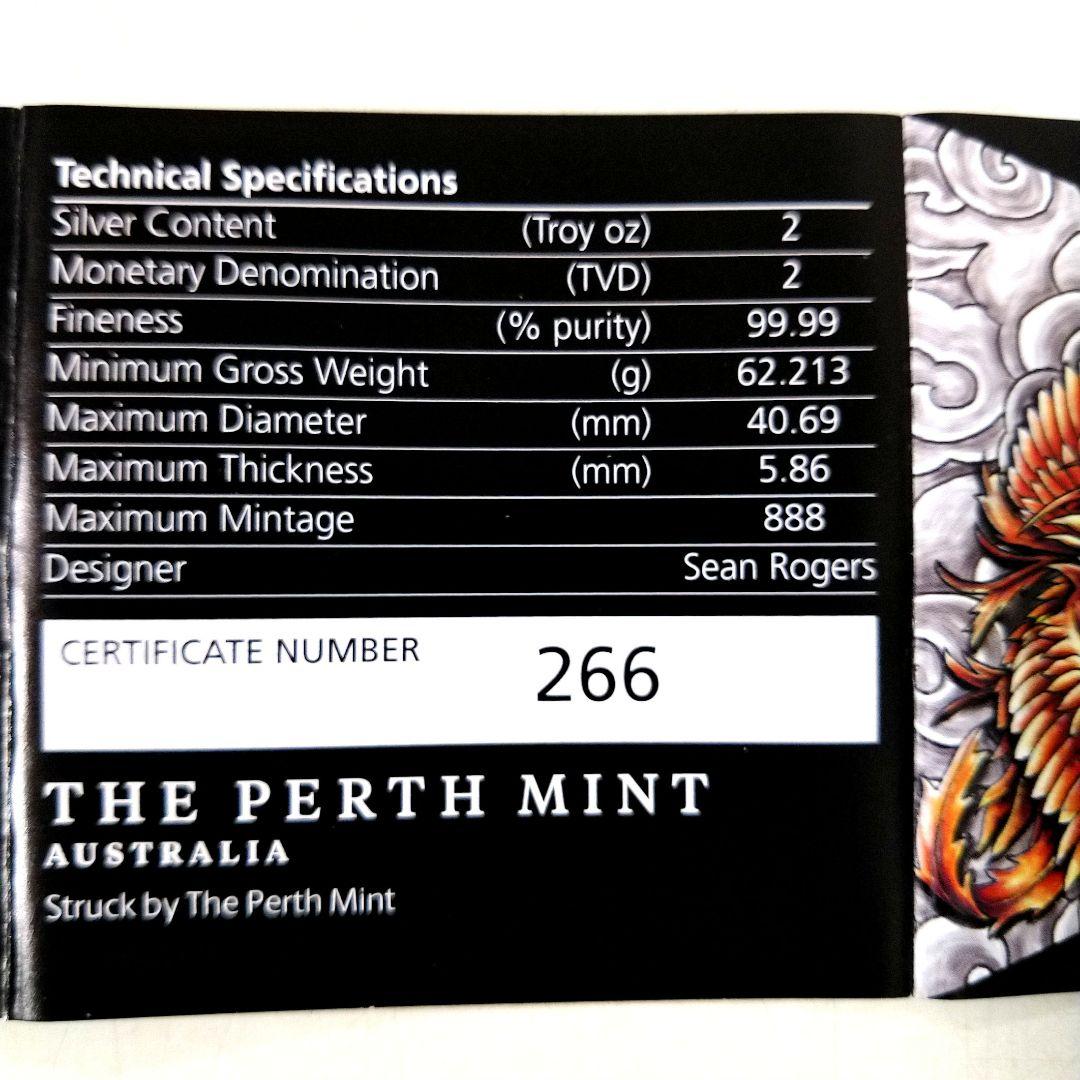 Technical Specifications
Silver Content (Troy oz) 2
Monetary Denomination (TVD) 2
Fineness (% purity) 99.99
Minimum Gross Weight (g) 62.213
Maximum Diameter (mm) 40.69
Maximum Thickness (mm) 5.86
Maximum Mintage 888
Designer Sean Rogers
CERTIFICATE NUMBER 266
THE PERTH MINT
AUSTRALIA
Struck by The Perth Mint